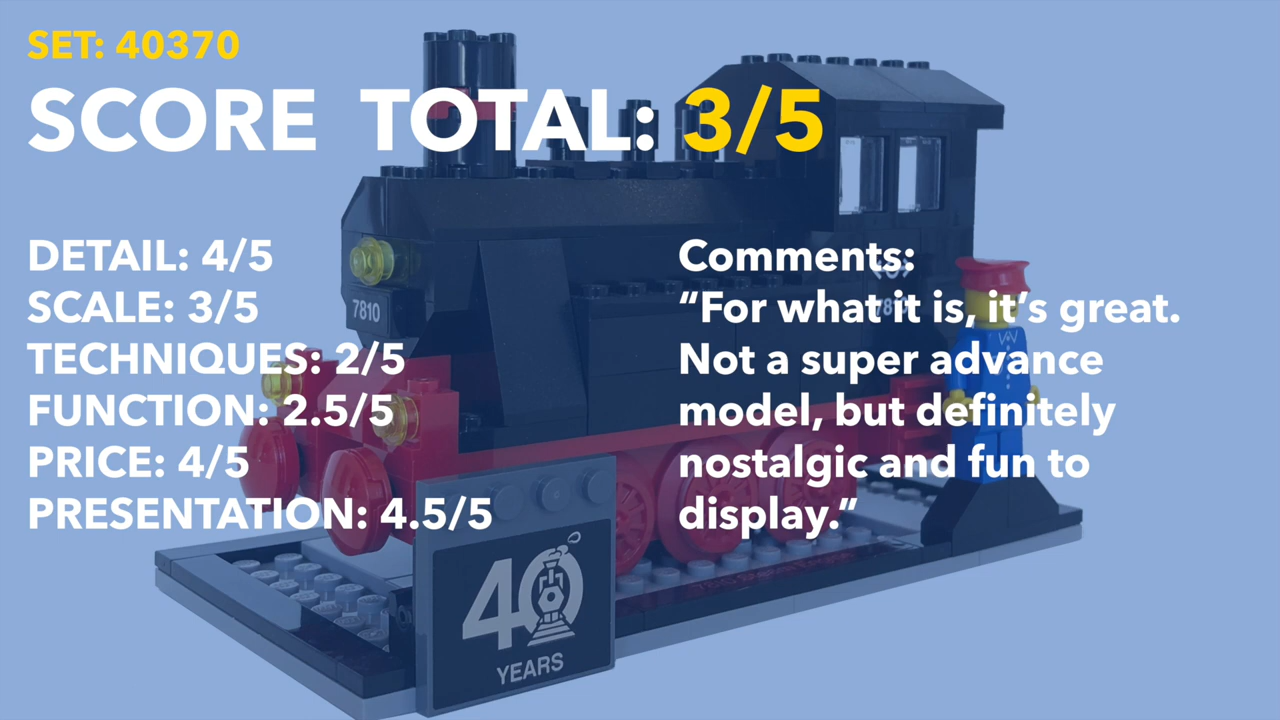 SET: 40370
SCORE TOTAL: 3/5
DETAIL: 4/5
SCALE: 3/5
TECHNIQUES: 2/5
FUNCTION: 2.5/5
PRICE: 4/5
PRESENTATION: 4.5/5
Comments:
“For what it is, it’s great.
Not a super advance
model, but definitely
nostalgic and fun to
display.”
7810
40
YEARS